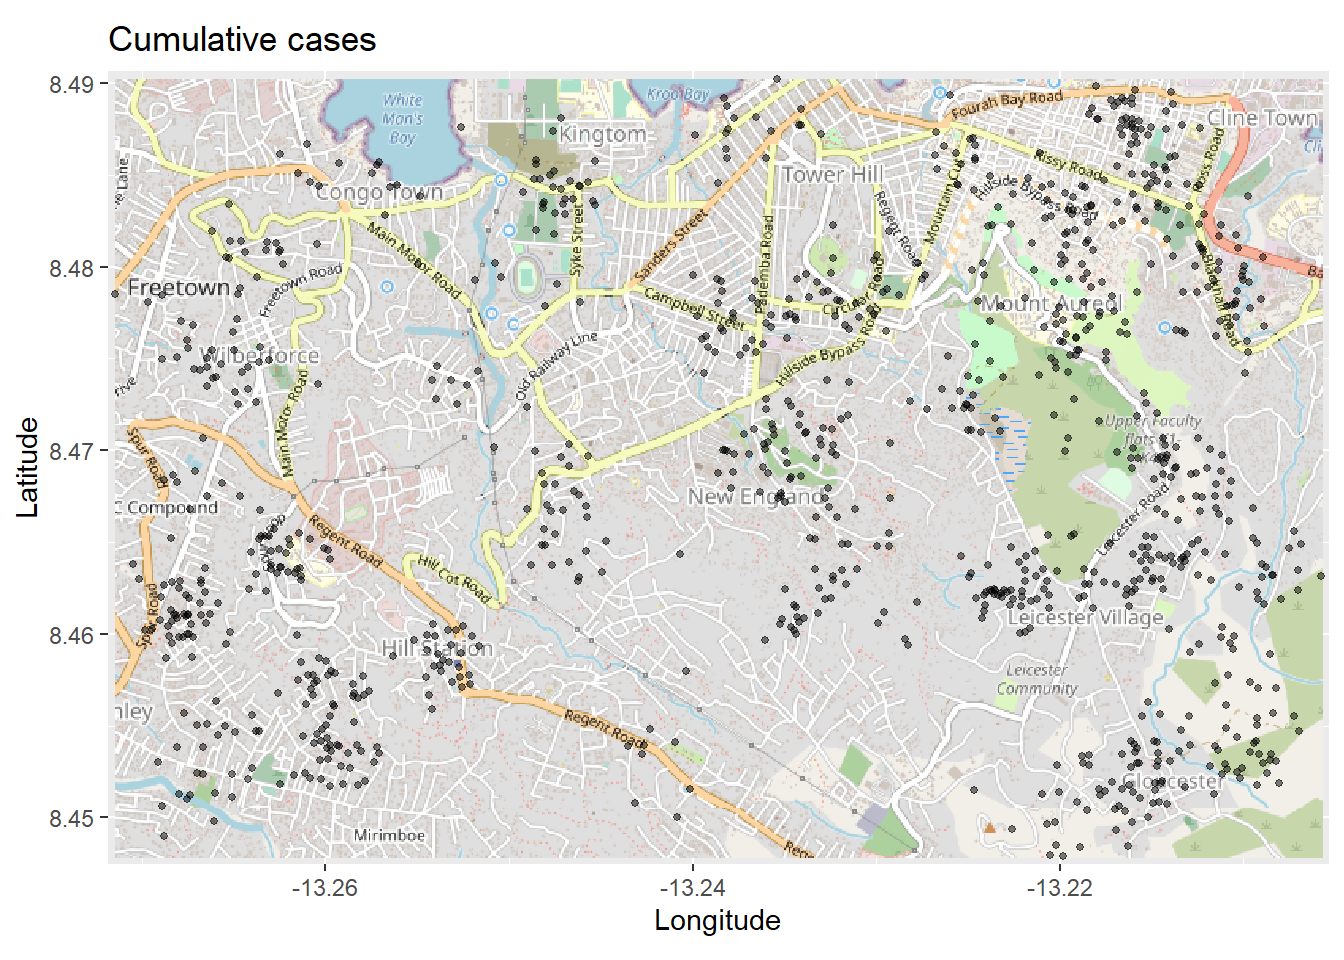 Cumulative cases
8.49
8.48
8.47
8.46
8.45
Latitude
-13.26
-13.24
-13.22
Longitude
White
Man's
Bay
Kroo Bay
Kingtom
Fourah Bay Road
Cline Town
Congo Town
Tower Hill
Rissy Road
Ross Road
Hillside Bypass Road
Mountain Cut
Regent Road
Lane
Main Motor Road
Syke Street
Sanders Street
Pademba Road
Freetown
Freetown Road
Campbell Street
Circular Road
Mount Aureol
Blackhall Road
Wilberforce
Old Railway Line
Hillside Bypass Road
Main Motor Road
Spur Road
Upper Faculty
flats
New England
C Compound
Regent Road
Leicester Road
Hill Cot Road
Spur Road
Leicester Village
Hill Station
Leicester
Community
nley
Regent Road
Gloucester
Mirimboe